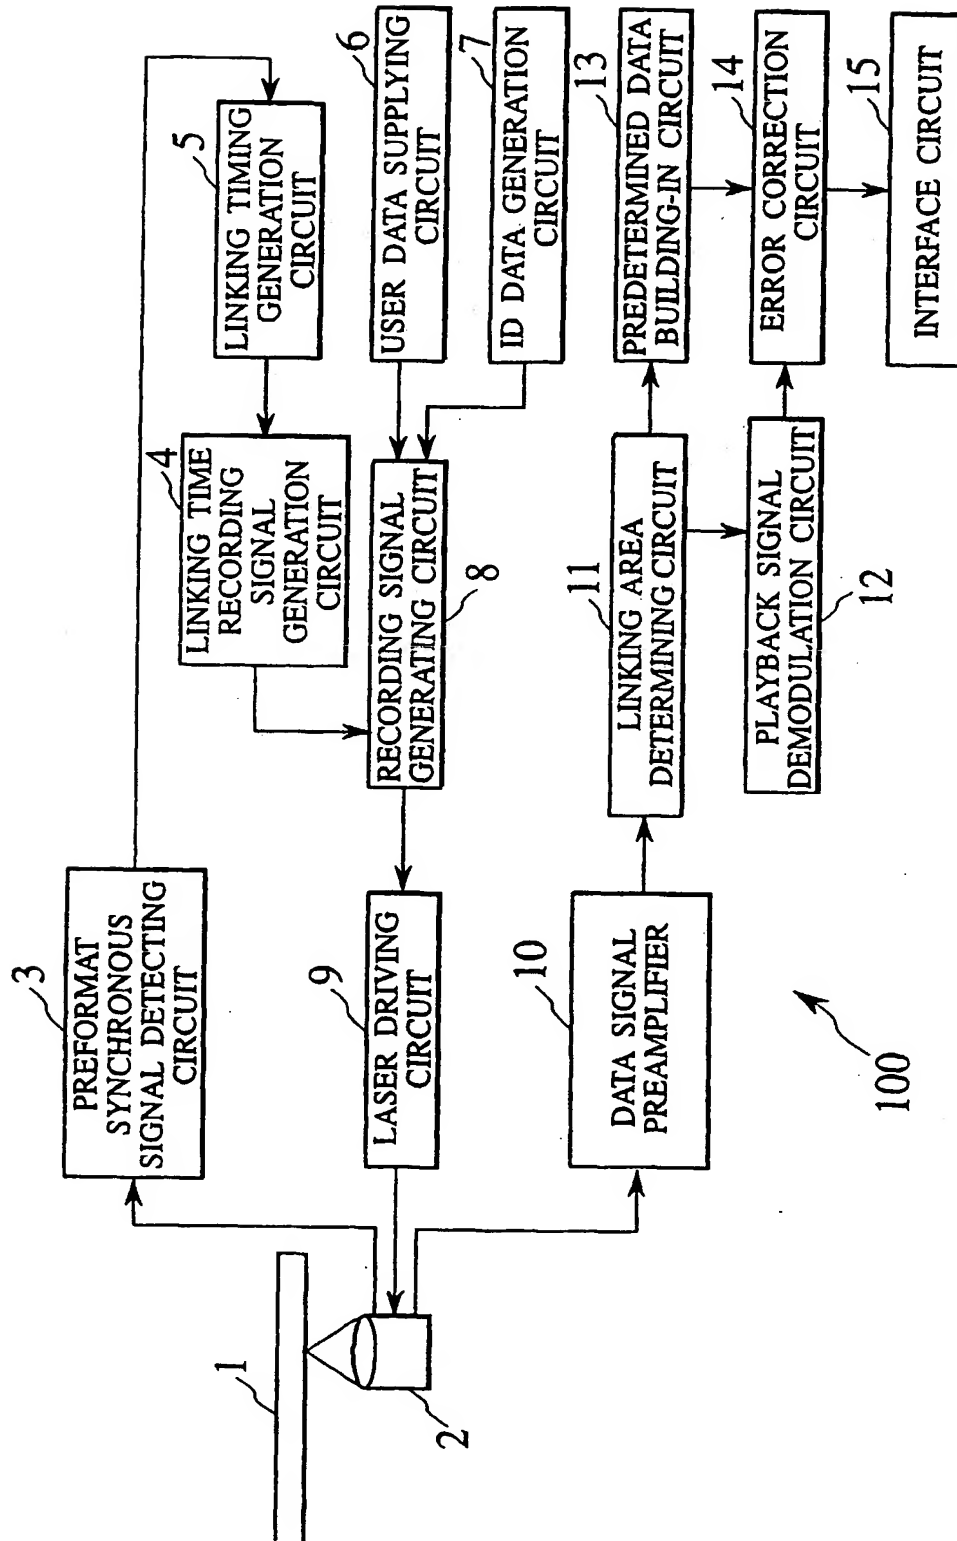 1
2
3
PREFORMAT
SYNCHRONOUS
SIGNAL DETECTING
CIRCUIT
4
LINKING TIME
RECORDING
SIGNAL
GENERATION
CIRCUIT
5
LINKING TIMING
GENERATION
CIRCUIT
6
USER DATA SUPPLYING
CIRCUIT
7
ID DATA GENERATION
CIRCUIT
RECORDING SIGNAL
GENERATING CIRCUIT
8
9
LASER DRIVING
CIRCUIT
10
DATA SIGNAL
PREAMPLIFIER
11
LINKING AREA
DETERMINING CIRCUIT
PLAYBACK SIGNAL
DEMODULATION CIRCUIT
12
13
PREDETERMINED DATA
BUILDING-IN CIRCUIT
14
ERROR CORRECTION
CIRCUIT
15
INTERFACE CIRCUIT
100